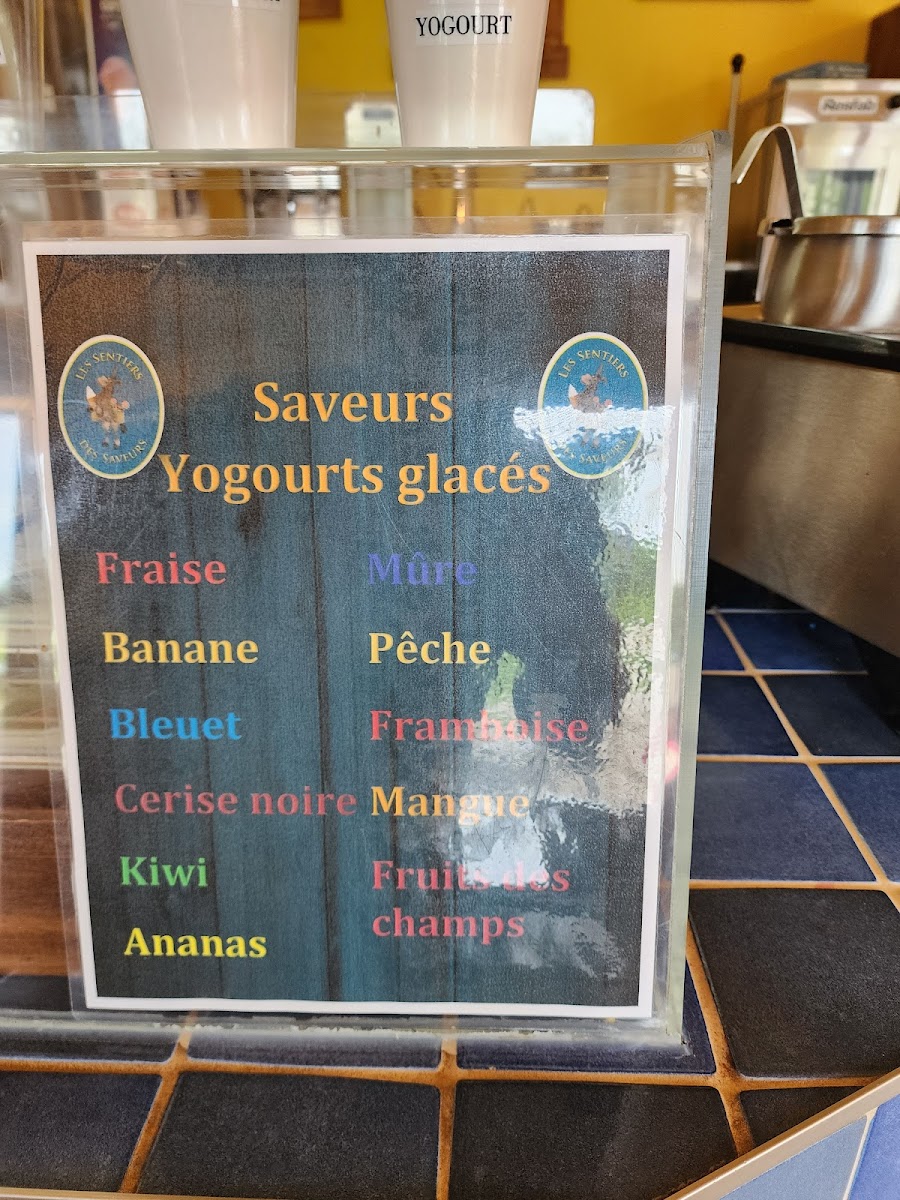 YOGOURT
LES SENTIERS
DES SAVEURS
LES SENTIERS
DES SAVEURS
Saveurs
Yogourts glacés
Fraise
Banane
Bleuet
Cerise noire
Kiwi
Ananas
Mûre
Pêche
Framboise
Mangue
Fruits des
champs